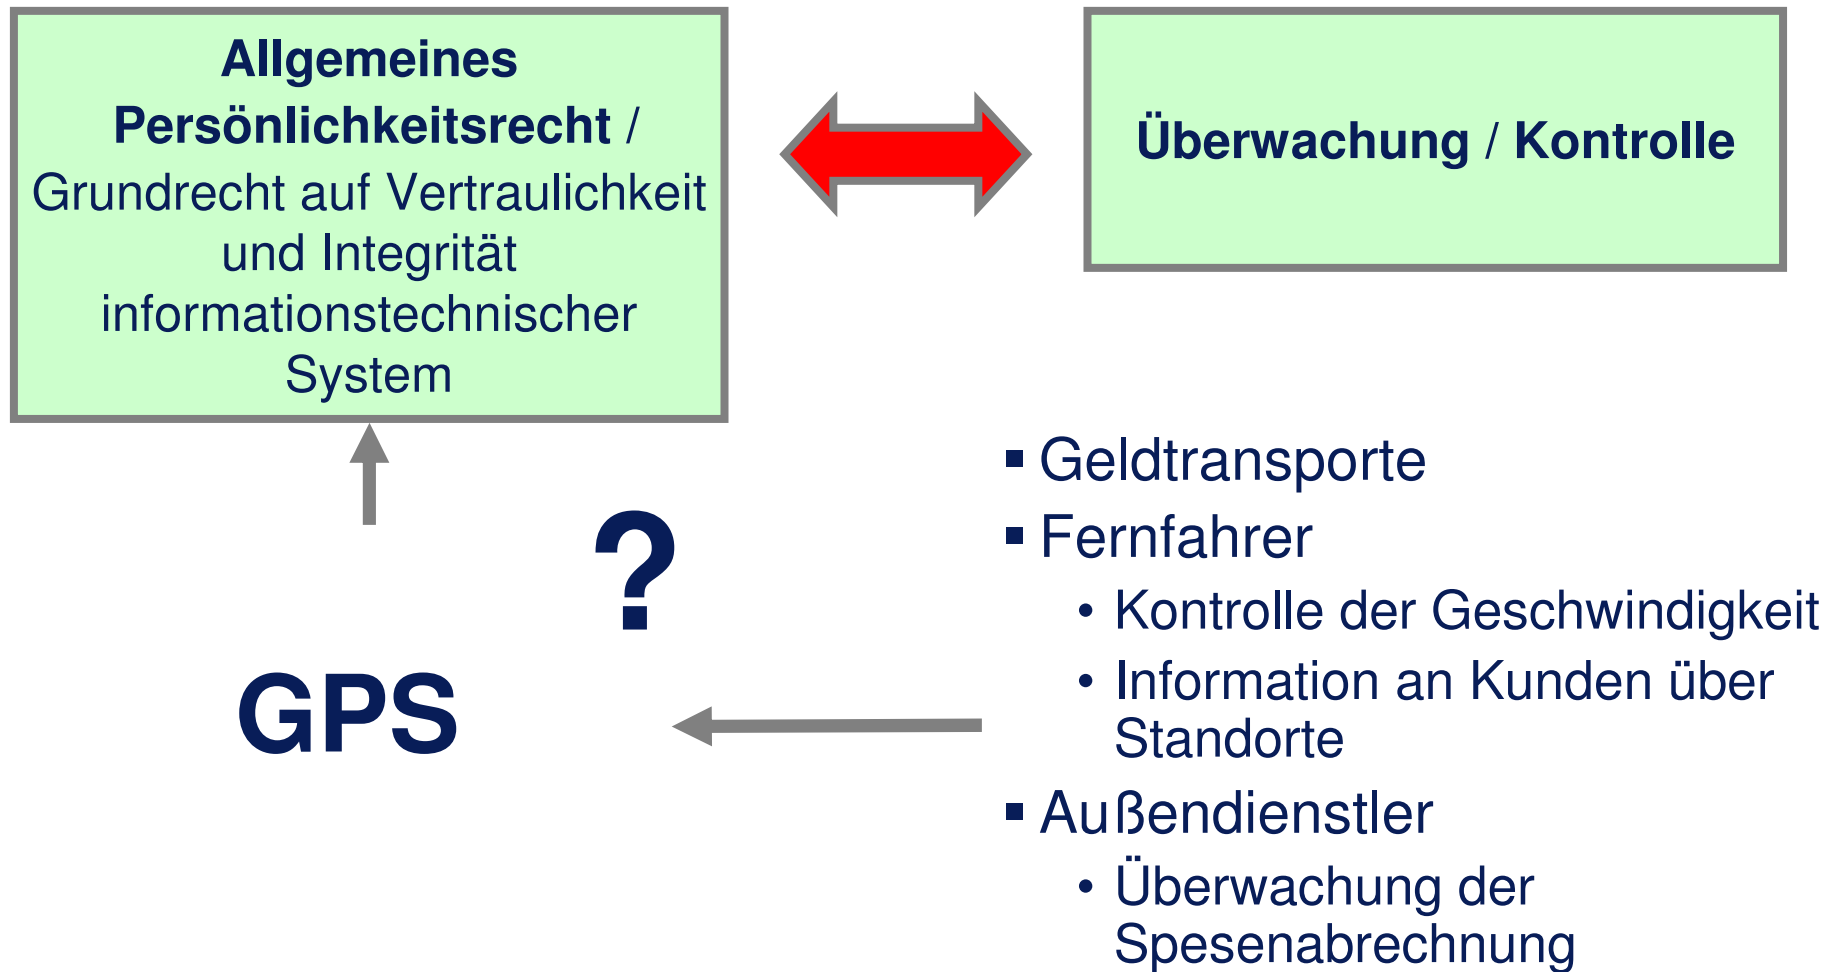 Allgemeines
Persönlichkeitsrecht /
Grundrecht auf Vertraulichkeit
und Integrität
informationstechnischer
System
Überwachung / Kontrolle
?
GPS
▪ Geldtransporte
▪ Fernfahrer
• Kontrolle der Geschwindigkeit
• Information an Kunden über
Standorte
▪ Außendienstler
• Überwachung der
Spesenabrechnung